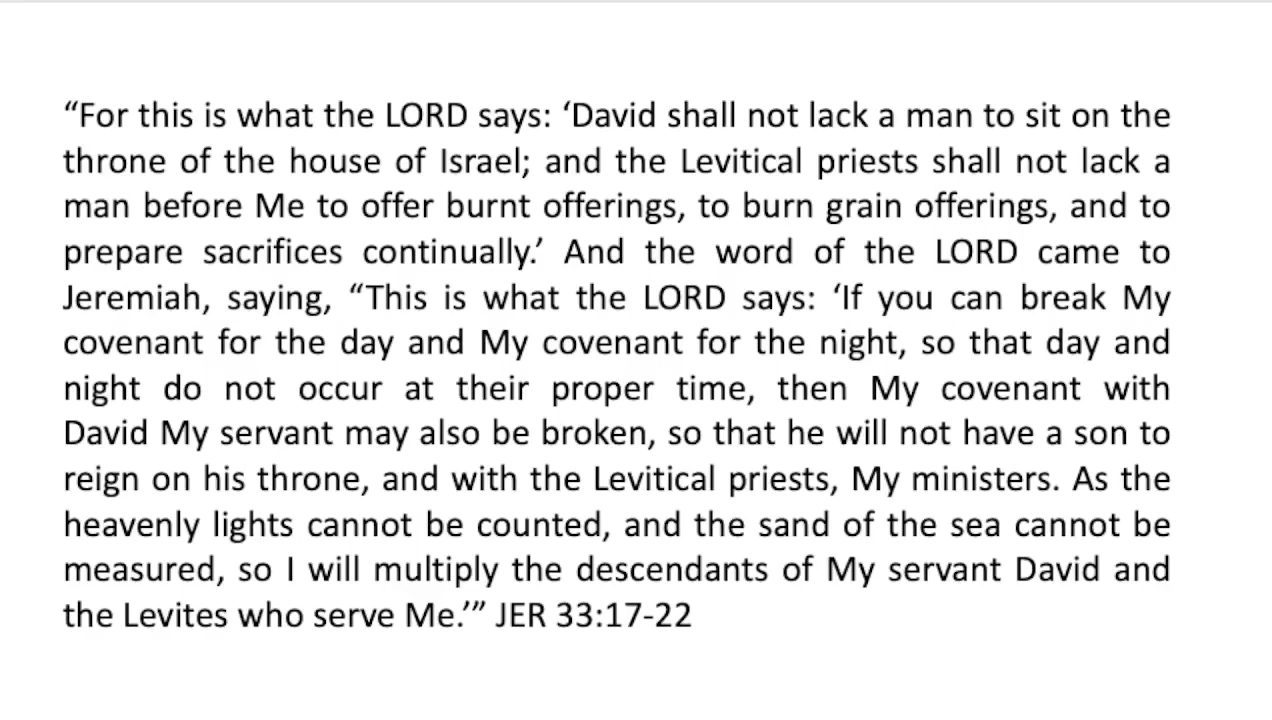 “For this is what the LORD says: ‘David shall not lack a man to sit on the
throne of the house of Israel; and the Levitical priests shall not lack a
man before Me to offer burnt offerings, to burn grain offerings, and to
prepare sacrifices continually.’ And the word of the LORD came to
Jeremiah, saying, “This is what the LORD says: ‘If you can break My
covenant for the day and My covenant for the night, so that day and
night do not occur at their proper time, then My covenant with
David My servant may also be broken, so that he will not have a son to
reign on his throne, and with the Levitical priests, My ministers. As the
heavenly lights cannot be counted, and the sand of the sea cannot be
measured, so I will multiply the descendants of My servant David and
the Levites who serve Me.’” JER 33:17-22